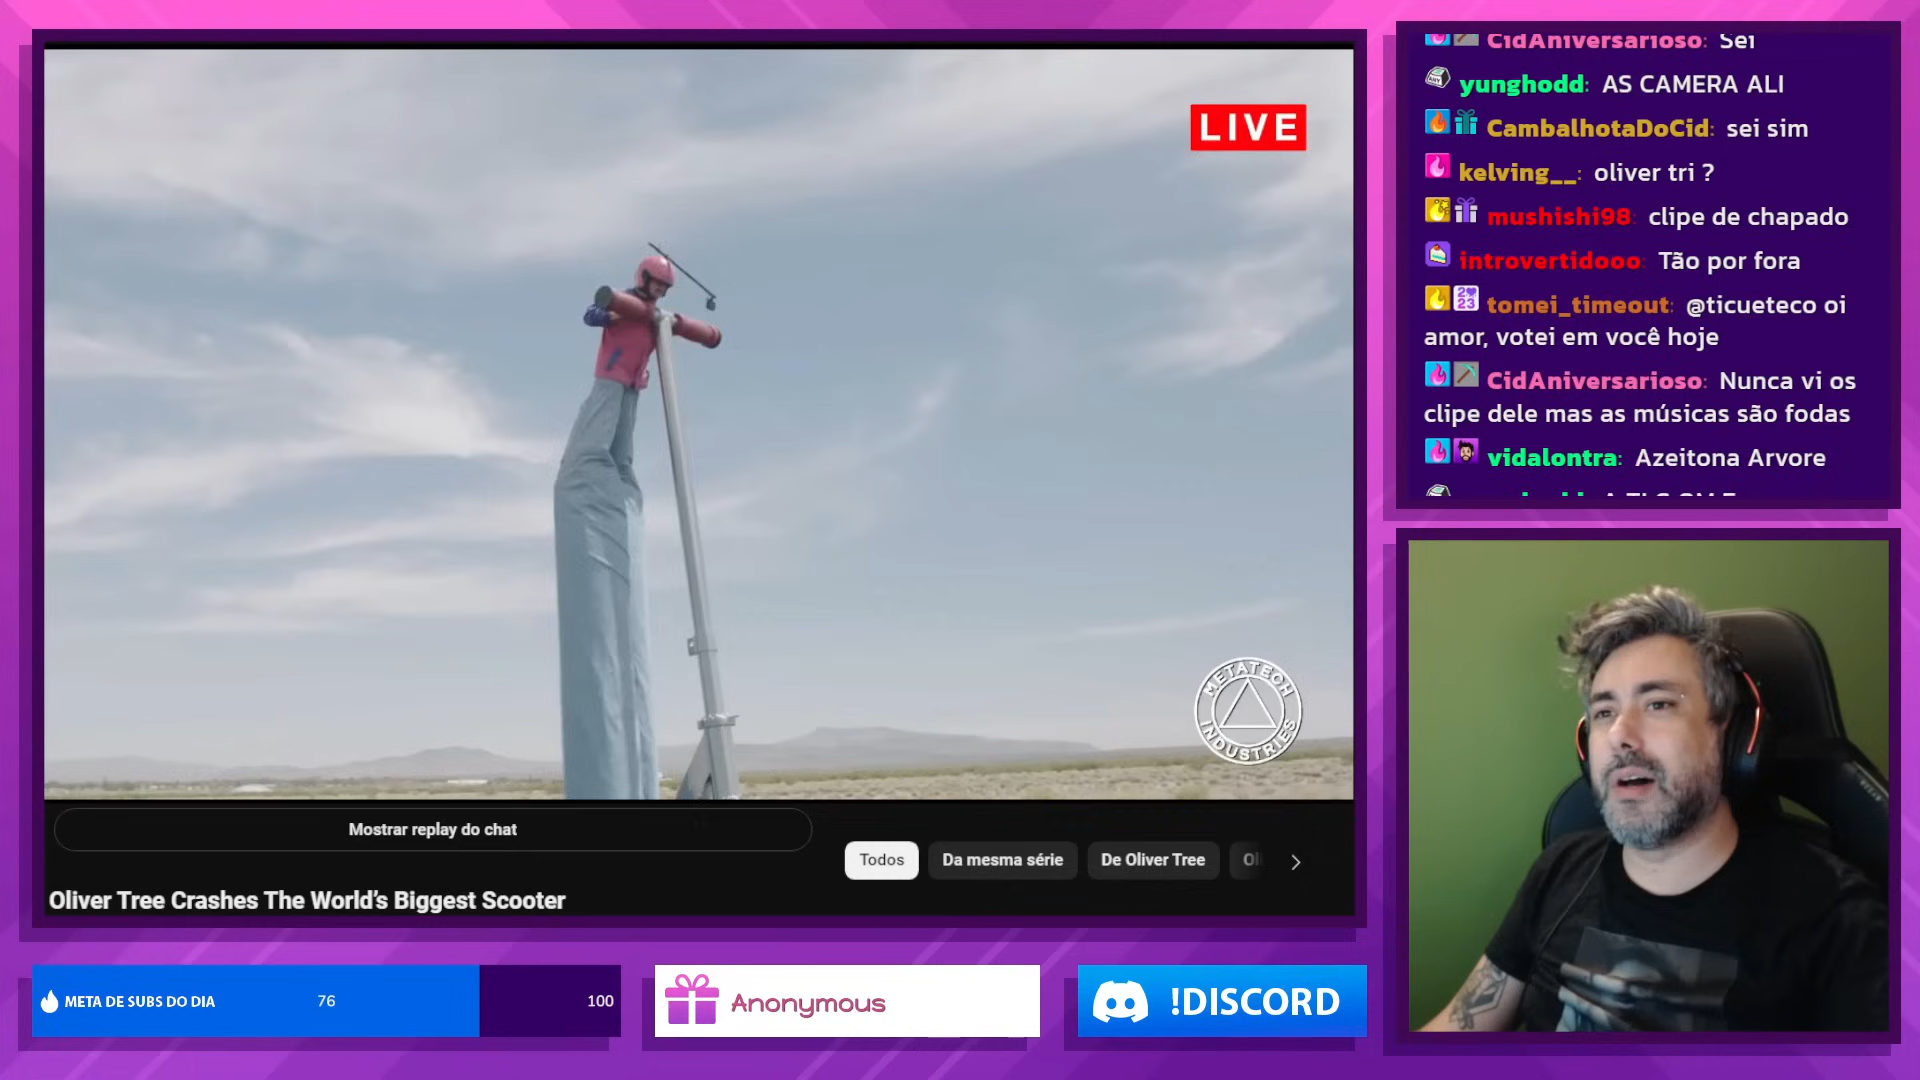 LIVE
METATECH
INDUSTRIES
Mostrar replay do chat
Todos
Da mesma série
De Oliver Tree
Oliver Tree Crashes The World's Biggest Scooter
CidAniversarioso: Sei
yunghodd: AS CAMERA ALI
CambalhotaDoCid: sei sim
kelving__: oliver tri ?
mushishi98: clipe de chapado
introvertidooo: Tão por fora
tomei_timeout: @ticueteco oi
amor, votei em você hoje
CidAniversarioso: Nunca vi os
clipe dele mas as músicas são fodas
vidalontra: Azeitona Arvore
META DE SUBS DO DIA 76 100
Anonymous
!DISCORD